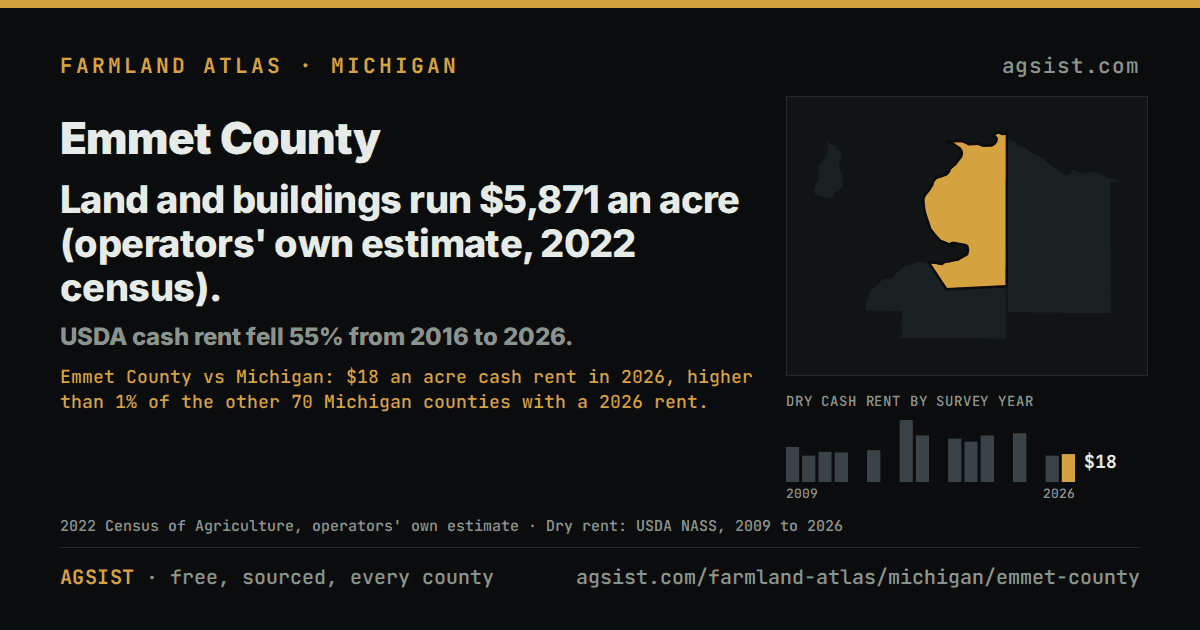 FARMLAND ATLAS · MICHIGAN
agsist.com
Emmet County
Land and buildings run $5,871 an acre
(operators' own estimate, 2022
census).
USDA cash rent fell 55% from 2016 to 2026.
Emmet County vs Michigan: $18 an acre cash rent in 2026, higher
than 1% of the other 70 Michigan counties with a 2026 rent.
DRY CASH RENT BY SURVEY YEAR
$18
2009
2026
2022 Census of Agriculture, operators' own estimate · Dry rent: USDA NASS, 2009 to 2026
AGSIST · free, sourced, every county
agsist.com/farmland-atlas/michigan/emmet-county